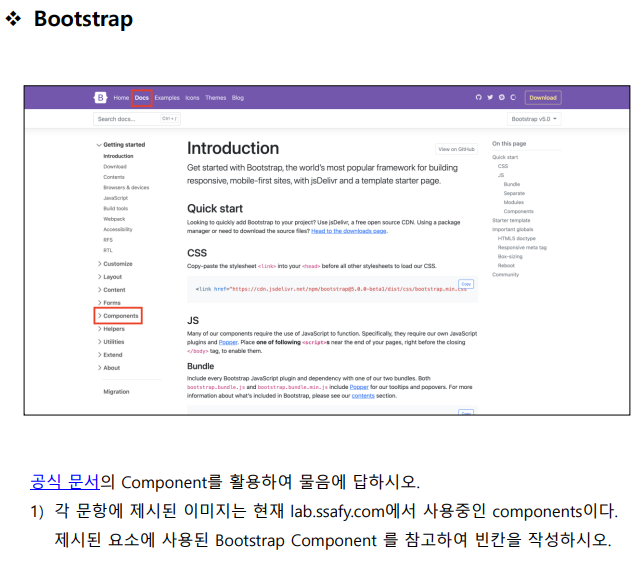 ❖ Bootstrap
B Home Docs Examples Icons Themes Blog Download
Search docs... Ctrl + / Bootstrap v5.0
Getting started
Introduction
Download
Contents
Browsers & devices
JavaScript
Build tools
Webpack
Accessibility
RFS
RTL
Customize
Layout
Content
Forms
Components
Helpers
Utilities
Extend
About
Migration
Introduction
View on GitHub
Get started with Bootstrap, the world's most popular framework for building
responsive, mobile-first sites, with jsDelivr and a template starter page.
Quick start
Looking to quickly add Bootstrap to your project? Use jsDelivr, a free open source CDN. Using a package
manager or need to download the source files? Head to the downloads page.
CSS
Copy-paste the stylesheet <link> into your <head> before all other stylesheets to load our CSS.
Copy
<link href="https://cdn.jsdelivr.net/npm/bootstrap@5.0.0-beta1/dist/css/bootstrap.min.css
JS
Many of our components require the use of JavaScript to function. Specifically, they require our own JavaScript
plugins and Popper. Place one of following <script>s near the end of your pages, right before the closing
</body> tag, to enable them.
Bundle
Include every Bootstrap JavaScript plugin and dependency with one of our two bundles. Both
bootstrap.bundle.js and bootstrap.bundle.min.js include Popper for our tooltips and popovers. For more
information about what's included in Bootstrap, please see our contents section.
Copy
On this page
Quick start
CSS
JS
Bundle
Separate
Modules
Components
Starter template
Important globals
HTML5 doctype
Responsive meta tag
Box-sizing
Reboot
Community
공식 문서의 Component를 활용하여 물음에 답하시오.
1) 각 문항에 제시된 이미지는 현재 lab.ssafy.com에서 사용중인 components이다.
제시된 요소에 사용된 Bootstrap Component 를 참고하여 빈칸을 작성하시오.